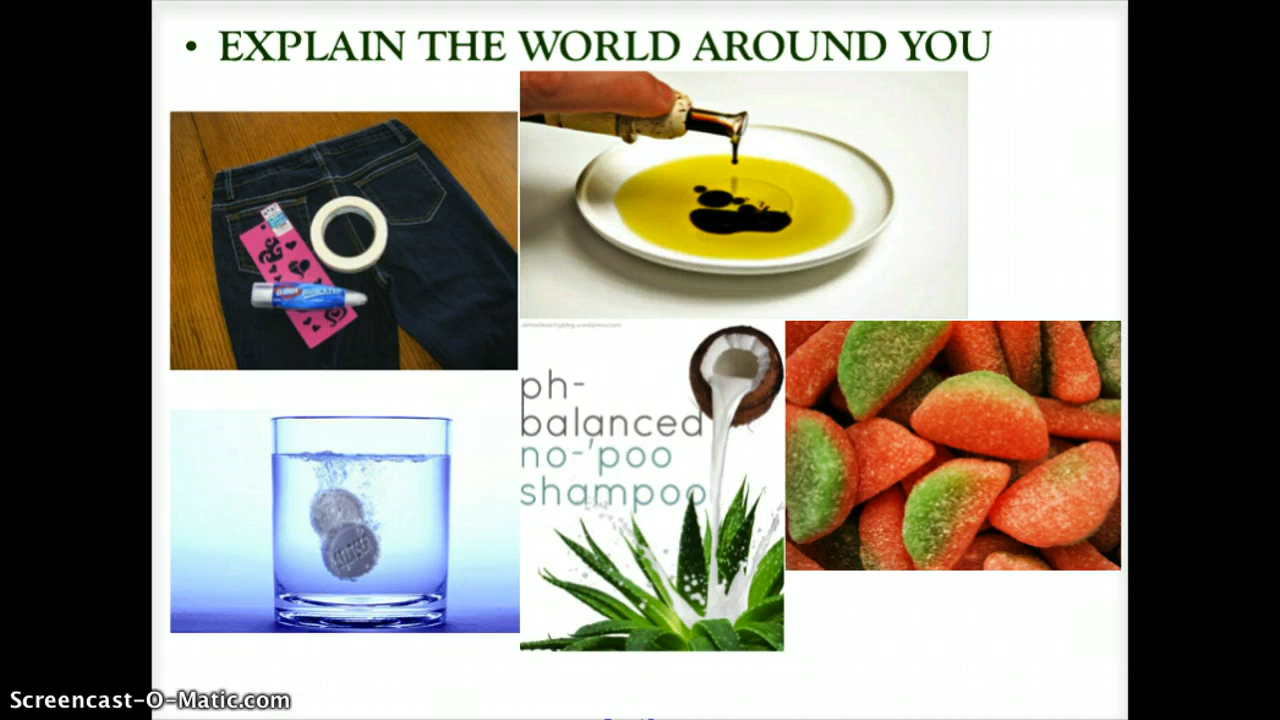 • EXPLAIN THE WORLD AROUND YOU
ph-
balanced
no-'poo
shampoo
Screencast-O-Matic.com